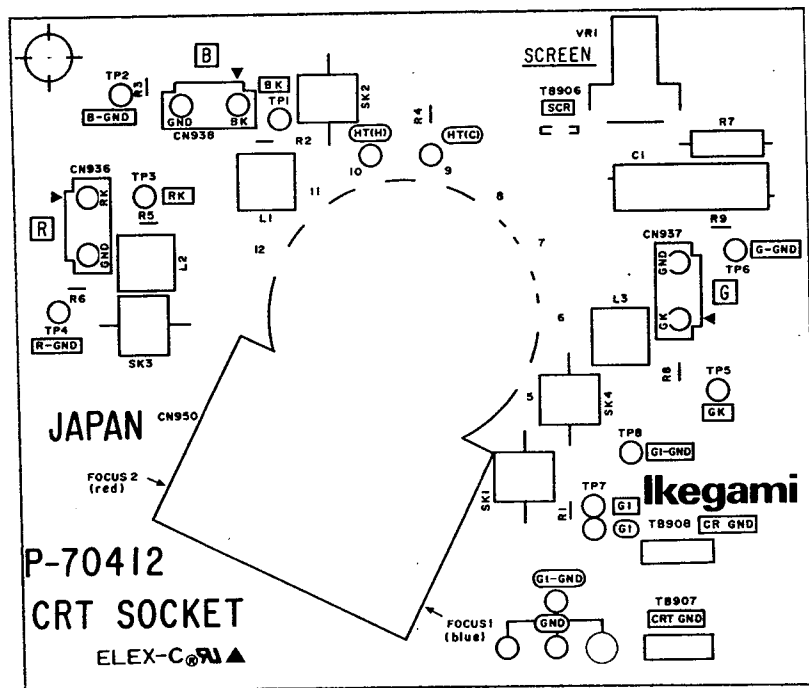 B
SCREEN
VR1
TP2
R3
BK
TP1
SK2
B-GND
GND
BK
CN938
TB906
SCR
R2
HT(H)
R4
HT(C)
R7
10
9
C1
CN936
RK
GND
R
TP3
RK
R5
L1
11
8
12
7
R9
CN937
GND
GK
TP6
G-GND
G
L2
R6
TP4
R-GND
SK3
6
L3
R8
TP5
GK
JAPAN
CN950
5
SK4
TP8
G1-GND
FOCUS 2
(red)
SK1
R1
TP7
G1
G1
Ikegami
TB908
CR GND
P-70412
CRT SOCKET
ELEX-C®
G1-GND
GND
FOCUS 1
(blue)
TB907
CRT GND